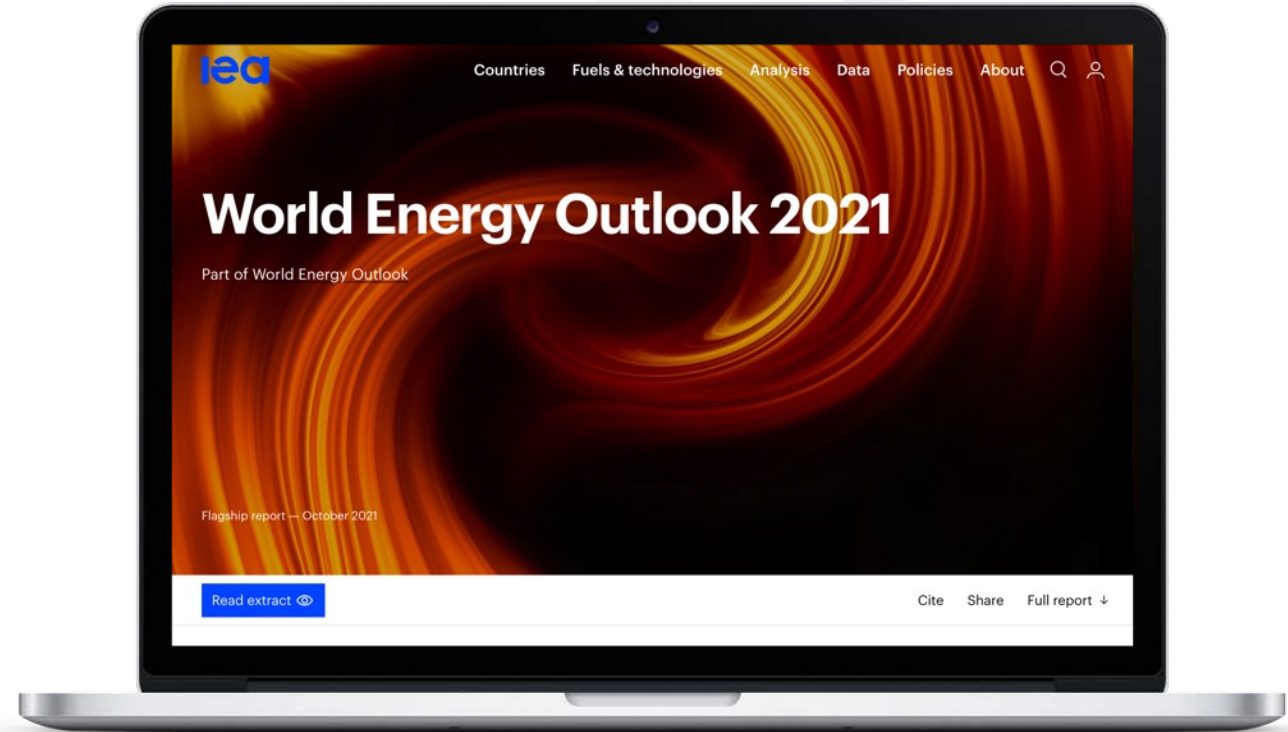 iea
Countries Fuels & technologies Analysis Data Policies About
World Energy Outlook 2021
Part of World Energy Outlook
Flagship report — October 2021
Read extract
Cite Share Full report ↓